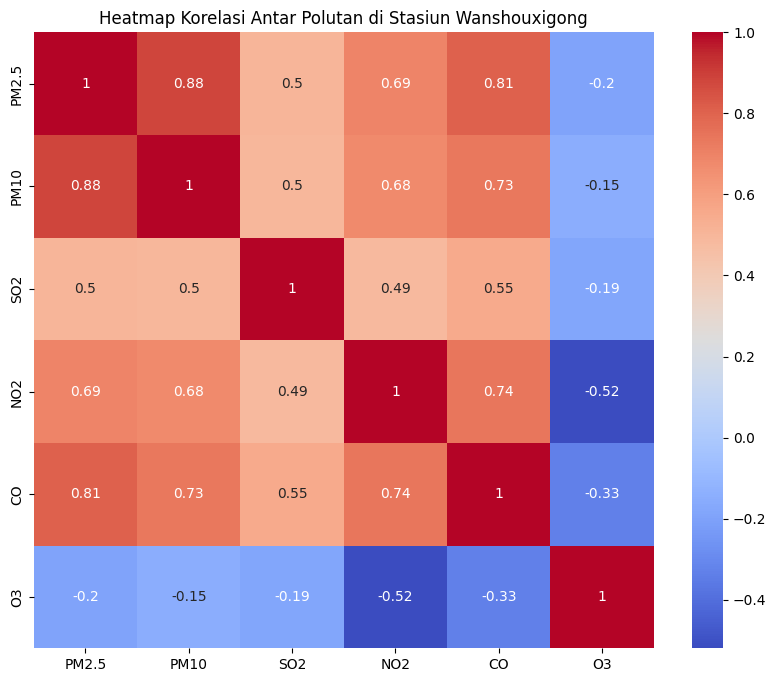 Heatmap Korelasi Antar Polutan di Stasiun Wanshouxigong
PM2.5 1 0.88 0.5 0.69 0.81 -0.2
PM10 0.88 1 0.5 0.68 0.73 -0.15
SO2 0.5 0.5 1 0.49 0.55 -0.19
NO2 0.69 0.68 0.49 1 0.74 -0.52
CO 0.81 0.73 0.55 0.74 1 -0.33
O3 -0.2 -0.15 -0.19 -0.52 -0.33 1
PM2.5 PM10 SO2 NO2 CO O3
1.0
0.8
0.6
0.4
0.2
0.0
−0.2
−0.4